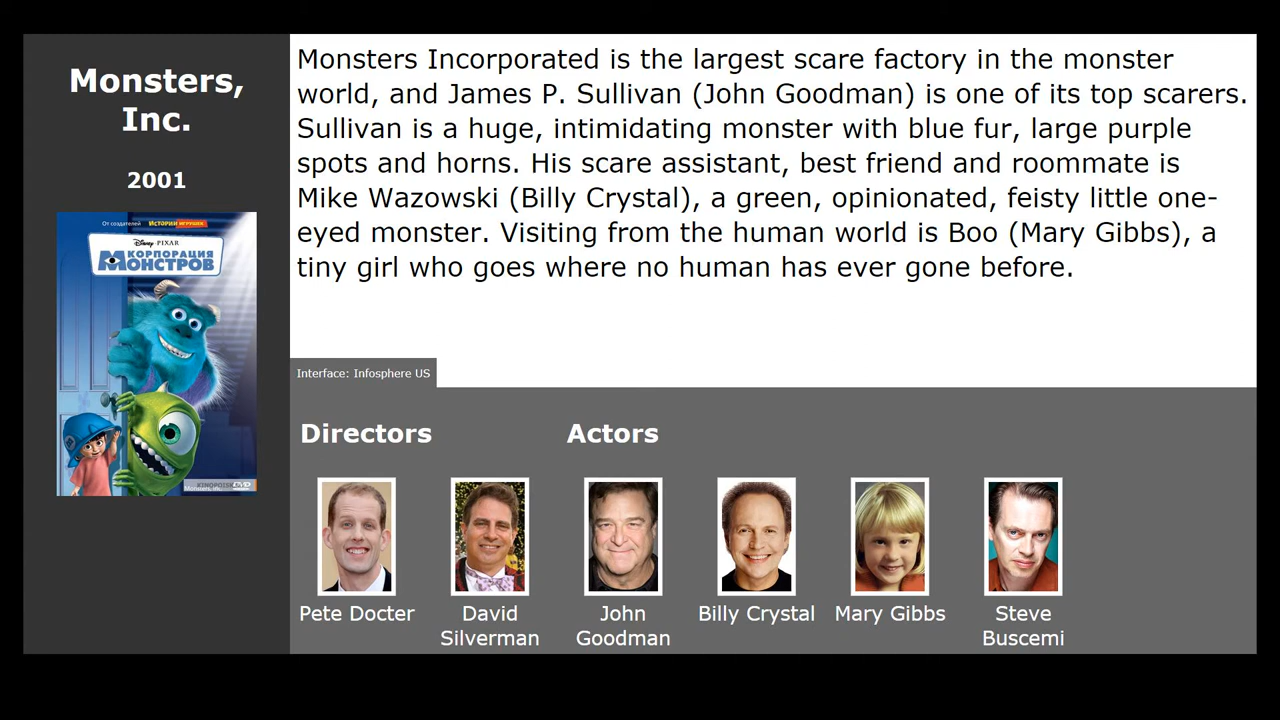 Monsters,
Inc.
2001
От создателей ИСТОРИИ ИГРУШЕК
Disney PIXAR
КОРПОРАЦИЯ
МОНСТРОВ
Monsters Incorporated is the largest scare factory in the monster
world, and James P. Sullivan (John Goodman) is one of its top scarers.
Sullivan is a huge, intimidating monster with blue fur, large purple
spots and horns. His scare assistant, best friend and roommate is
Mike Wazowski (Billy Crystal), a green, opinionated, feisty little one-
eyed monster. Visiting from the human world is Boo (Mary Gibbs), a
tiny girl who goes where no human has ever gone before.
Interface: Infosphere US
Directors
Actors
Pete Docter
David
Silverman
John
Goodman
Billy Crystal
Mary Gibbs
Steve
Buscemi